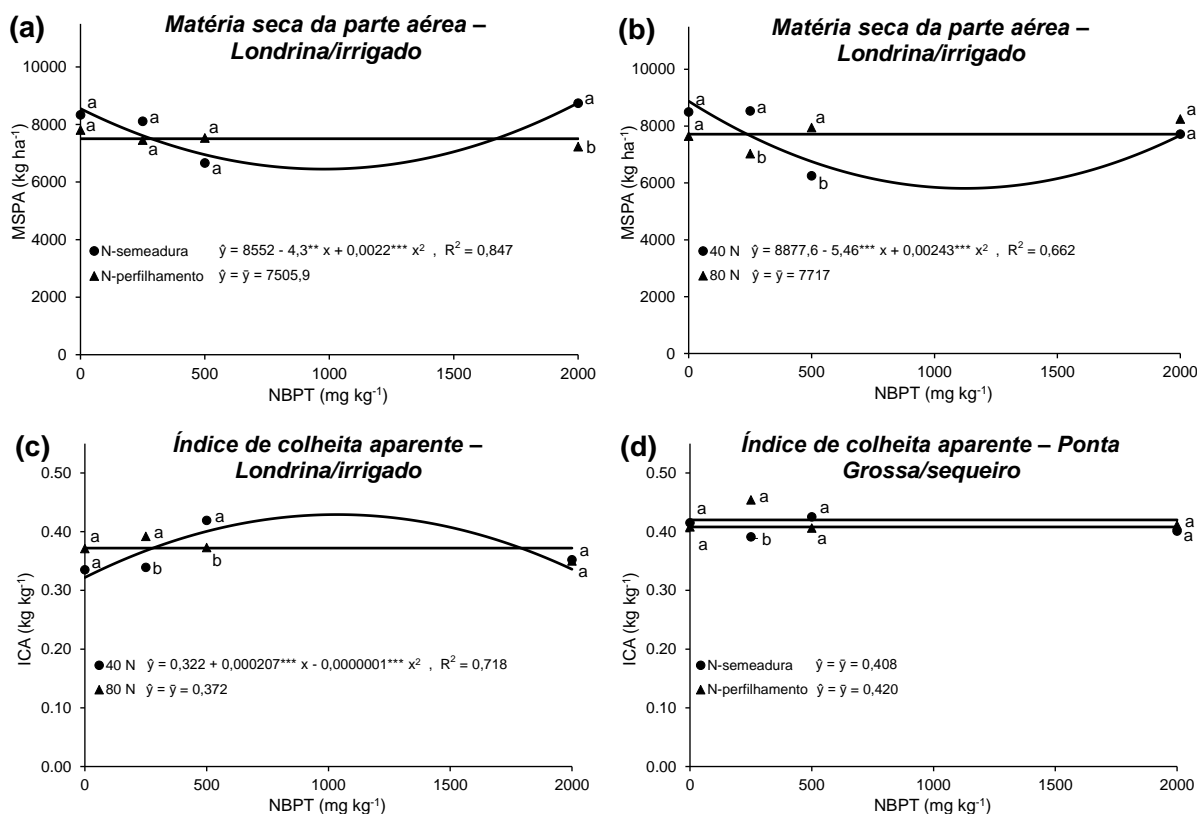 (a)
Matéria seca da parte aérea –
Londrina/irrigado
10000
8000
6000
4000
2000
0
MSPA (kg ha-1)
a
a
a
a
a
a
a
b
● N-semeadura ŷ = 8552 - 4,3** x + 0,0022*** x² , R² = 0,847
▲ N-perfilhamento ŷ = ȳ = 7505,9
0 500 1000 1500 2000
NBPT (mg kg-1)
(b)
Matéria seca da parte aérea –
Londrina/irrigado
10000
8000
6000
4000
2000
0
MSPA (kg ha-1)
a
a
a
b
a
b
a
a
● 40 N ŷ = 8877,6 - 5,46*** x + 0,00243*** x² , R² = 0,662
▲ 80 N ŷ = ȳ = 7717
0 500 1000 1500 2000
NBPT (mg kg-1)
(c)
Índice de colheita aparente –
Londrina/irrigado
0.50
0.40
0.30
0.20
0.10
0.00
ICA (kg kg-1)
a
a
a
b
a
b
a
a
● 40 N ŷ = 0,322 + 0,000207*** x - 0,0000001*** x² , R² = 0,718
▲ 80 N ŷ = ȳ = 0,372
0 500 1000 1500 2000
NBPT (mg kg-1)
(d)
Índice de colheita aparente – Ponta
Grossa/sequeiro
0.50
0.40
0.30
0.20
0.10
0.00
ICA (kg kg-1)
a
a
a
b
a
a
a
a
● N-semeadura ŷ = ȳ = 0,408
▲ N-perfilhamento ŷ = ȳ = 0,420
0 500 1000 1500 2000
NBPT (mg kg-1)